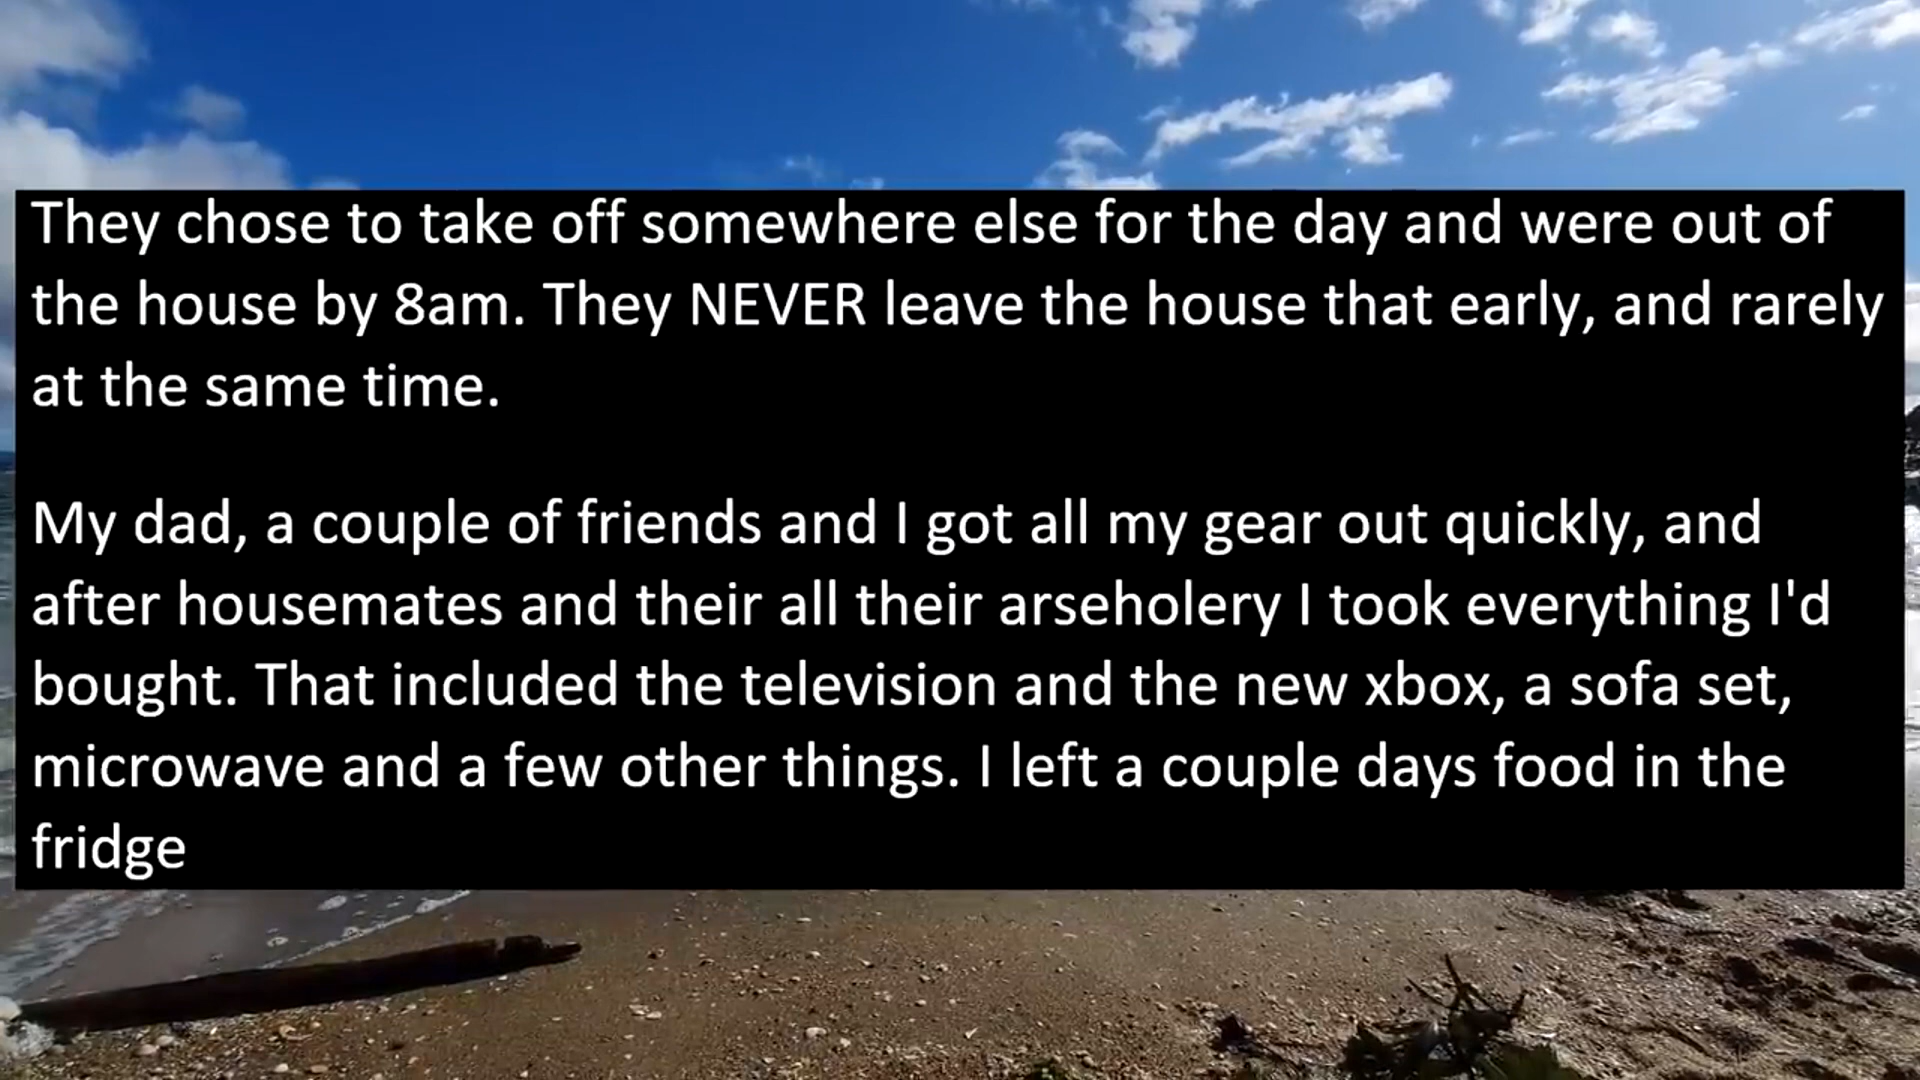 They chose to take off somewhere else for the day and were out of
the house by 8am. They NEVER leave the house that early, and rarely
at the same time.
My dad, a couple of friends and I got all my gear out quickly, and
after housemates and their all their arseholery I took everything I'd
bought. That included the television and the new xbox, a sofa set,
microwave and a few other things. I left a couple days food in the
fridge